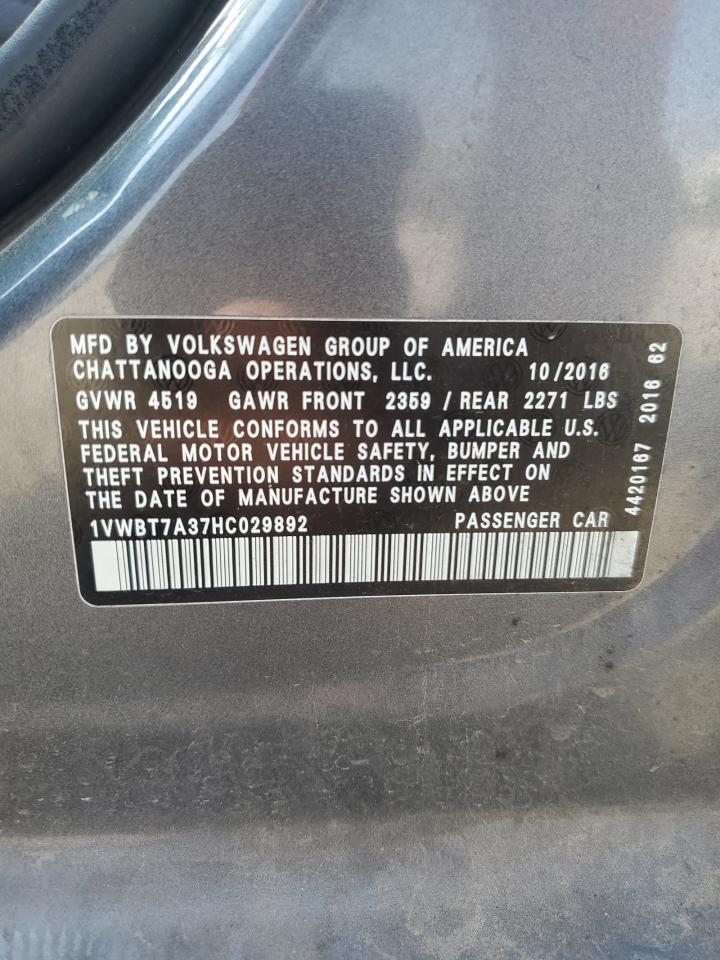 MFD BY VOLKSWAGEN GROUP OF AMERICA
CHATTANOOGA OPERATIONS, LLC. 10/2016
GVWR 4519 GAWR FRONT 2359 / REAR 2271 LBS
THIS VEHICLE CONFORMS TO ALL APPLICABLE U.S.
FEDERAL MOTOR VEHICLE SAFETY, BUMPER AND
THEFT PREVENTION STANDARDS IN EFFECT ON
THE DATE OF MANUFACTURE SHOWN ABOVE
1VWBT7A37HC029892 PASSENGER CAR
4420167 2016 62